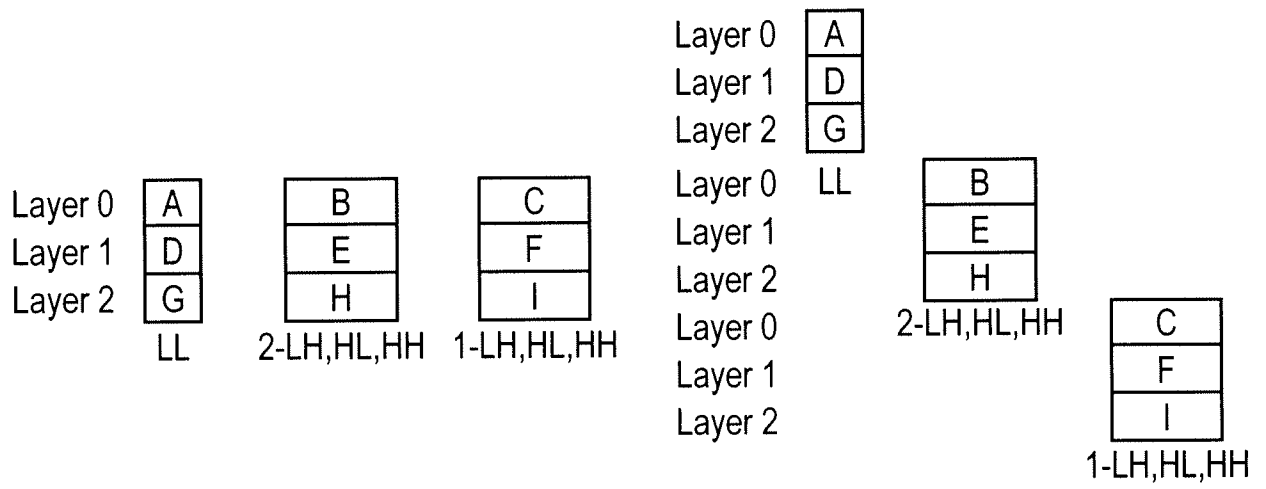 Layer 0 A B C
Layer 1 D E F
Layer 2 G H I
LL 2-LH,HL,HH 1-LH,HL,HH
Layer 0 A
Layer 1 D
Layer 2 G
LL
Layer 0 B
Layer 1 E
Layer 2 H
2-LH,HL,HH
Layer 0 C
Layer 1 F
Layer 2 I
1-LH,HL,HH